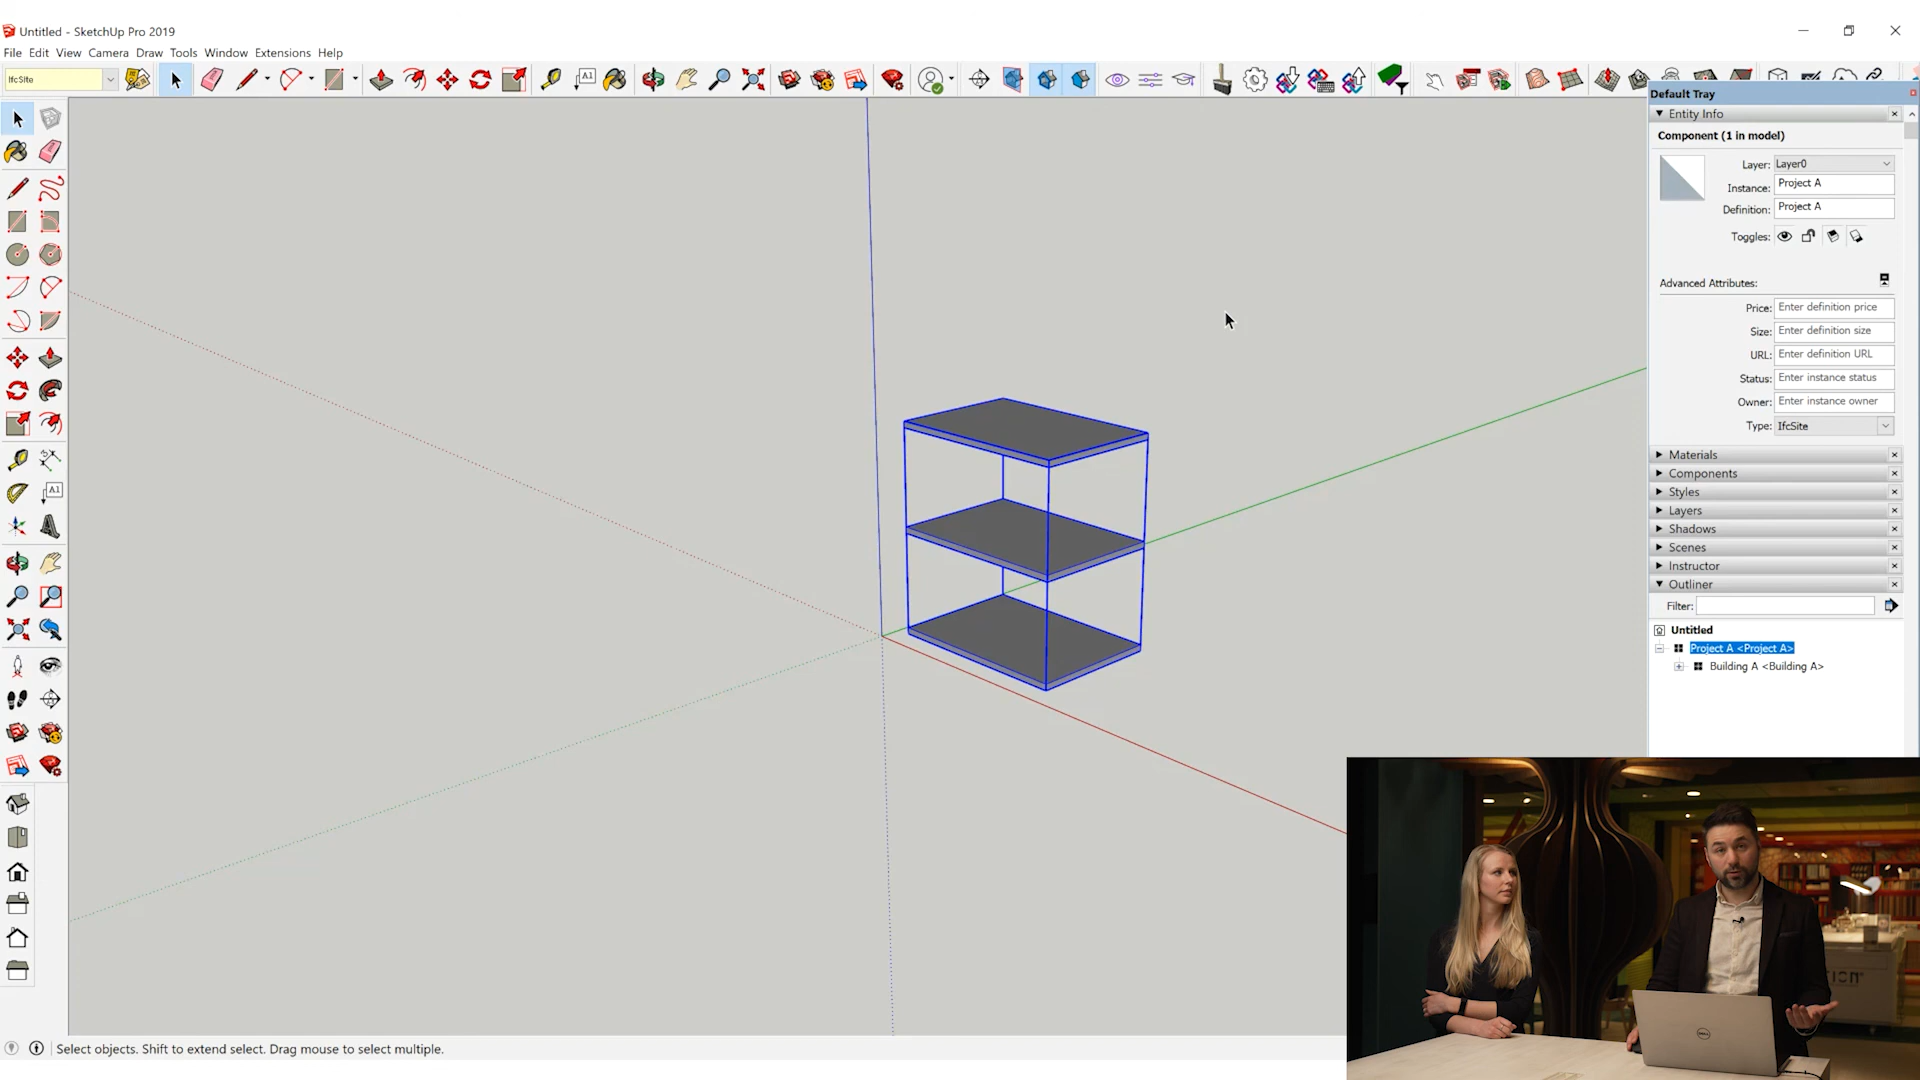 Untitled - SketchUp Pro 2019
File Edit View Camera Draw Tools Window Extensions Help
IfcSite
A1
Default Tray
Entity Info
Component (1 in model)
Layer: Layer0
Instance: Project A
Definition: Project A
Toggles:
Advanced Attributes:
Price: Enter definition price
Size: Enter definition size
URL: Enter definition URL
Status: Enter instance status
Owner: Enter instance owner
Type: IfcSite
Materials
Components
Styles
Layers
Shadows
Scenes
Instructor
Outliner
Filter:
Untitled
Project A <Project A>
Building A <Building A>
A1
DELL
Select objects. Shift to extend select. Drag mouse to select multiple.